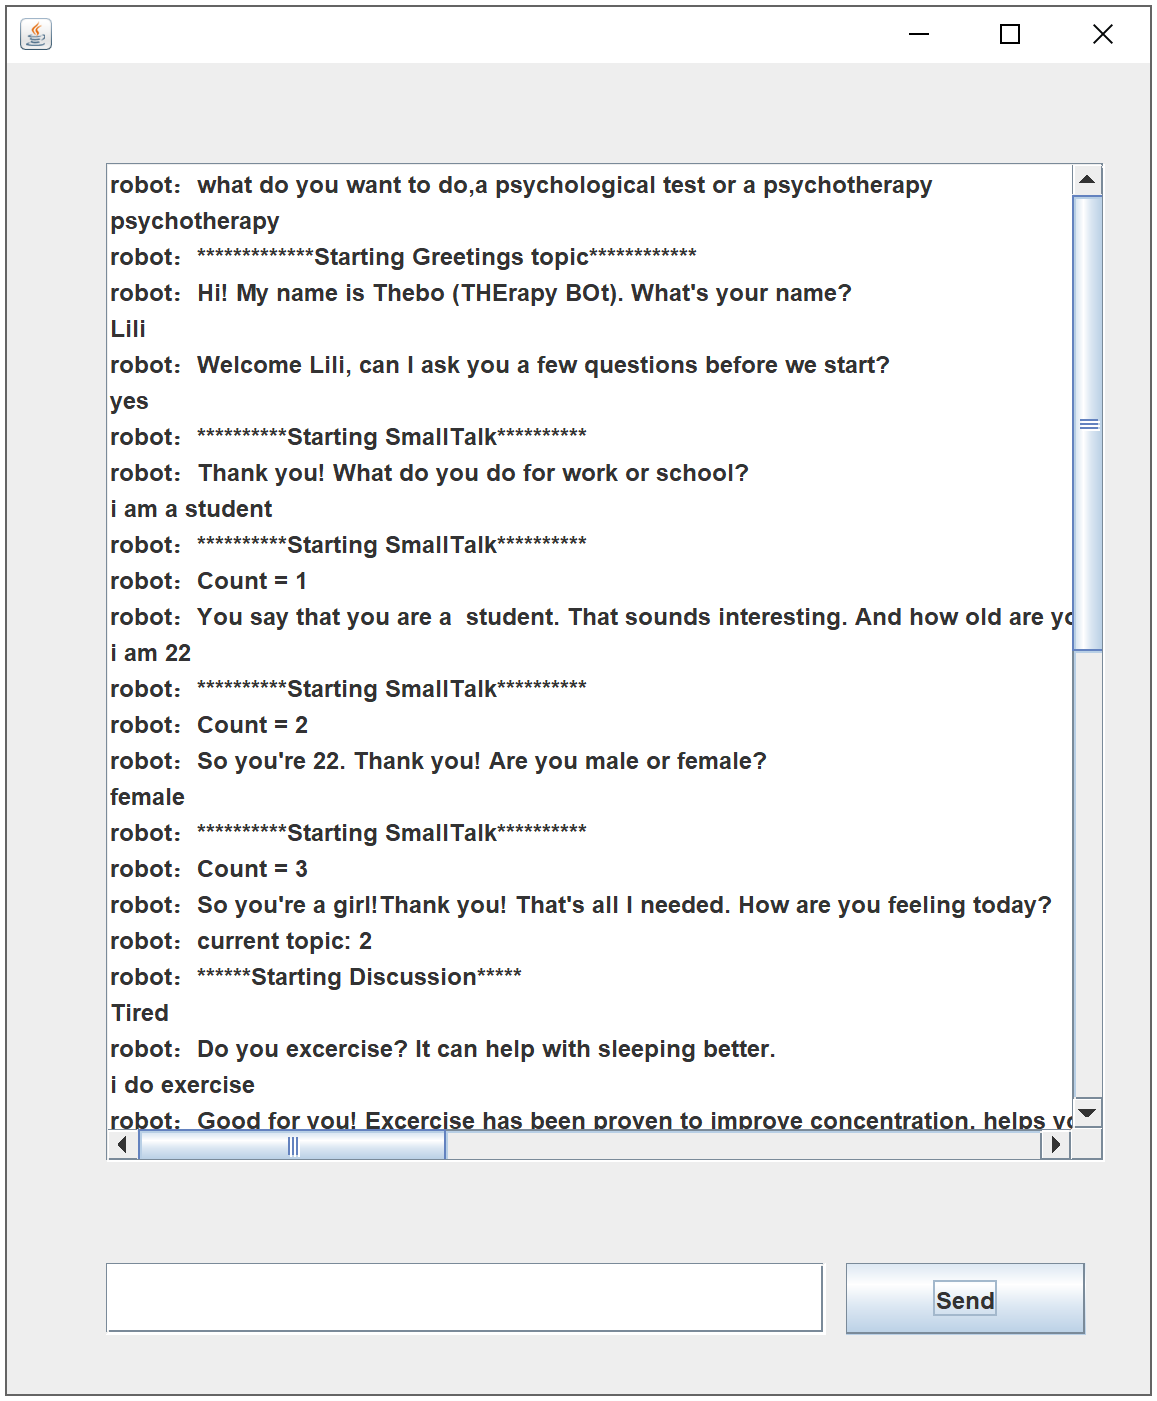 robot：what do you want to do,a psychological test or a psychotherapy
psychotherapy
robot：*************Starting Greetings topic************
robot：Hi! My name is Thebo (THErapy BOt). What's your name?
Lili
robot：Welcome Lili, can I ask you a few questions before we start?
yes
robot：**********Starting SmallTalk**********
robot：Thank you! What do you do for work or school?
i am a student
robot：**********Starting SmallTalk**********
robot：Count = 1
robot：You say that you are a  student. That sounds interesting. And how old are
i am 22
robot：**********Starting SmallTalk**********
robot：Count = 2
robot：So you're 22. Thank you! Are you male or female?
female
robot：**********Starting SmallTalk**********
robot：Count = 3
robot：So you're a girl!Thank you! That's all I needed. How are you feeling today?
robot：current topic: 2
robot：******Starting Discussion*****
Tired
robot：Do you excercise? It can help with sleeping better.
i do exercise
robot：Good for you! Excercise has been proven to improve concentration, helps
Send